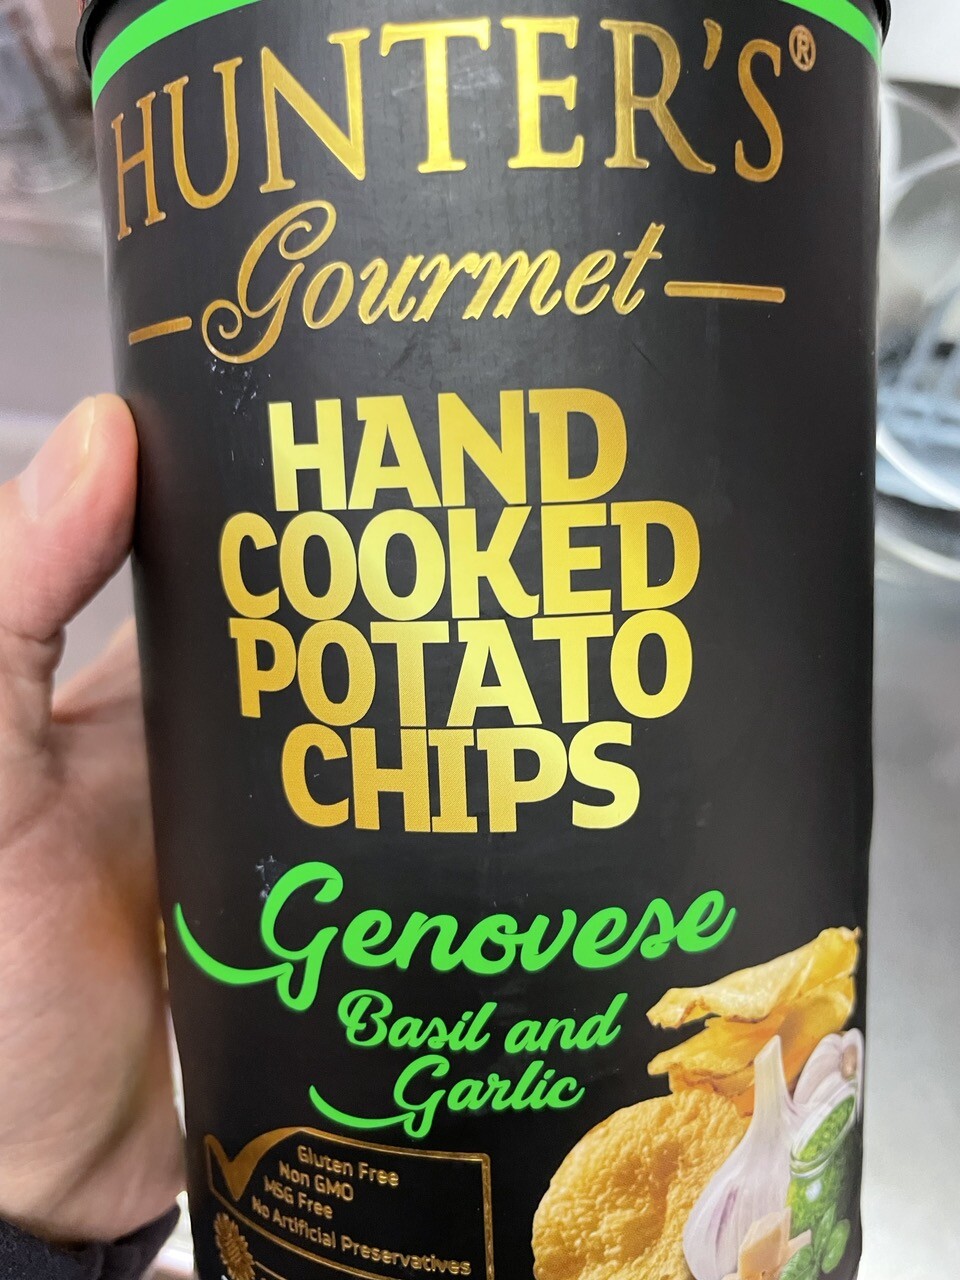 HUNTER'S®
Gourmet
HAND
COOKED
POTATO
CHIPS
Genovese
Basil and
Garlic
Gluten Free
Non GMO
MSG Free
No Artificial Preservatives